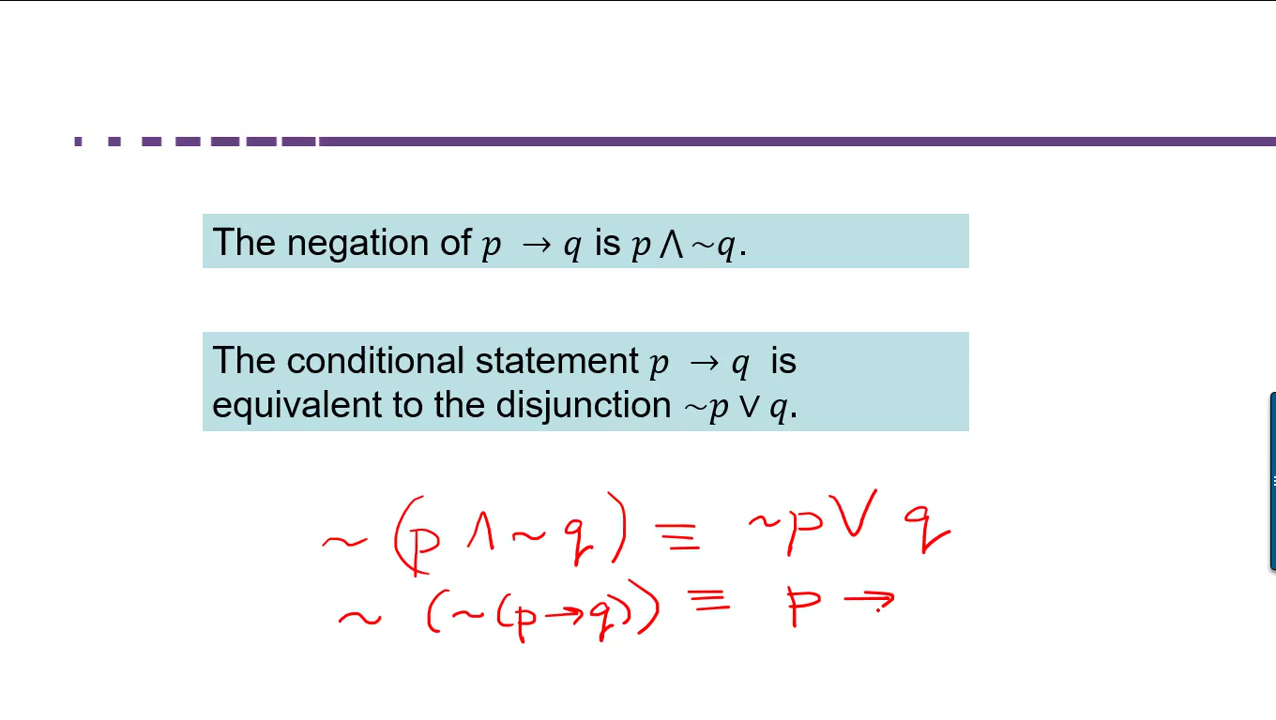 The negation of p → q is p ⋀ ~q.
The conditional statement p → q is
equivalent to the disjunction ~p ∨ q.
~ (p ∧ ~ q) ≡ ~p ∨ q
~ (~(p→q)) ≡ p →